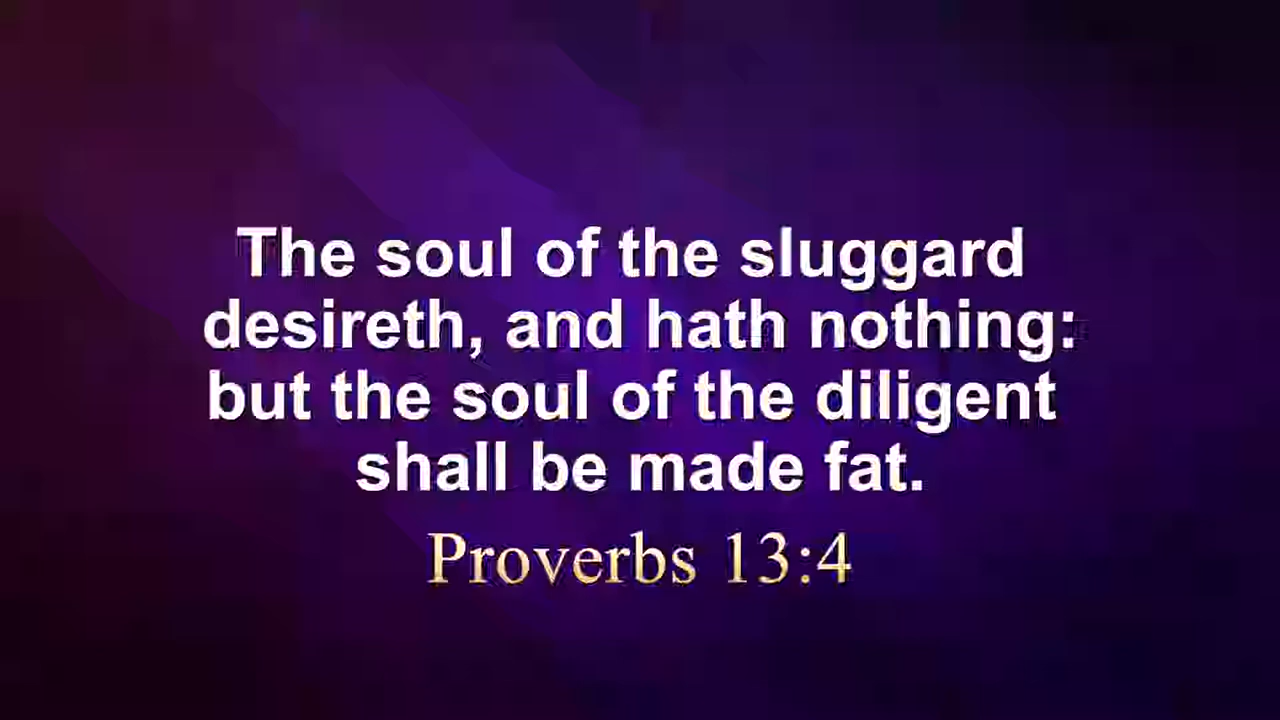 The soul of the sluggard
desireth, and hath nothing:
but the soul of the diligent
shall be made fat.
Proverbs 13:4